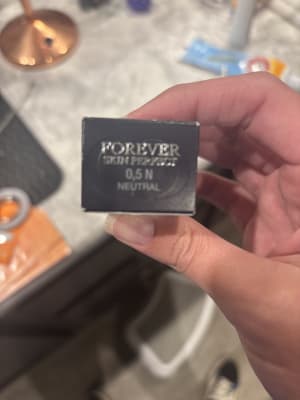 FOREVER
SKIN PERFECT
0,5 N
NEUTRAL